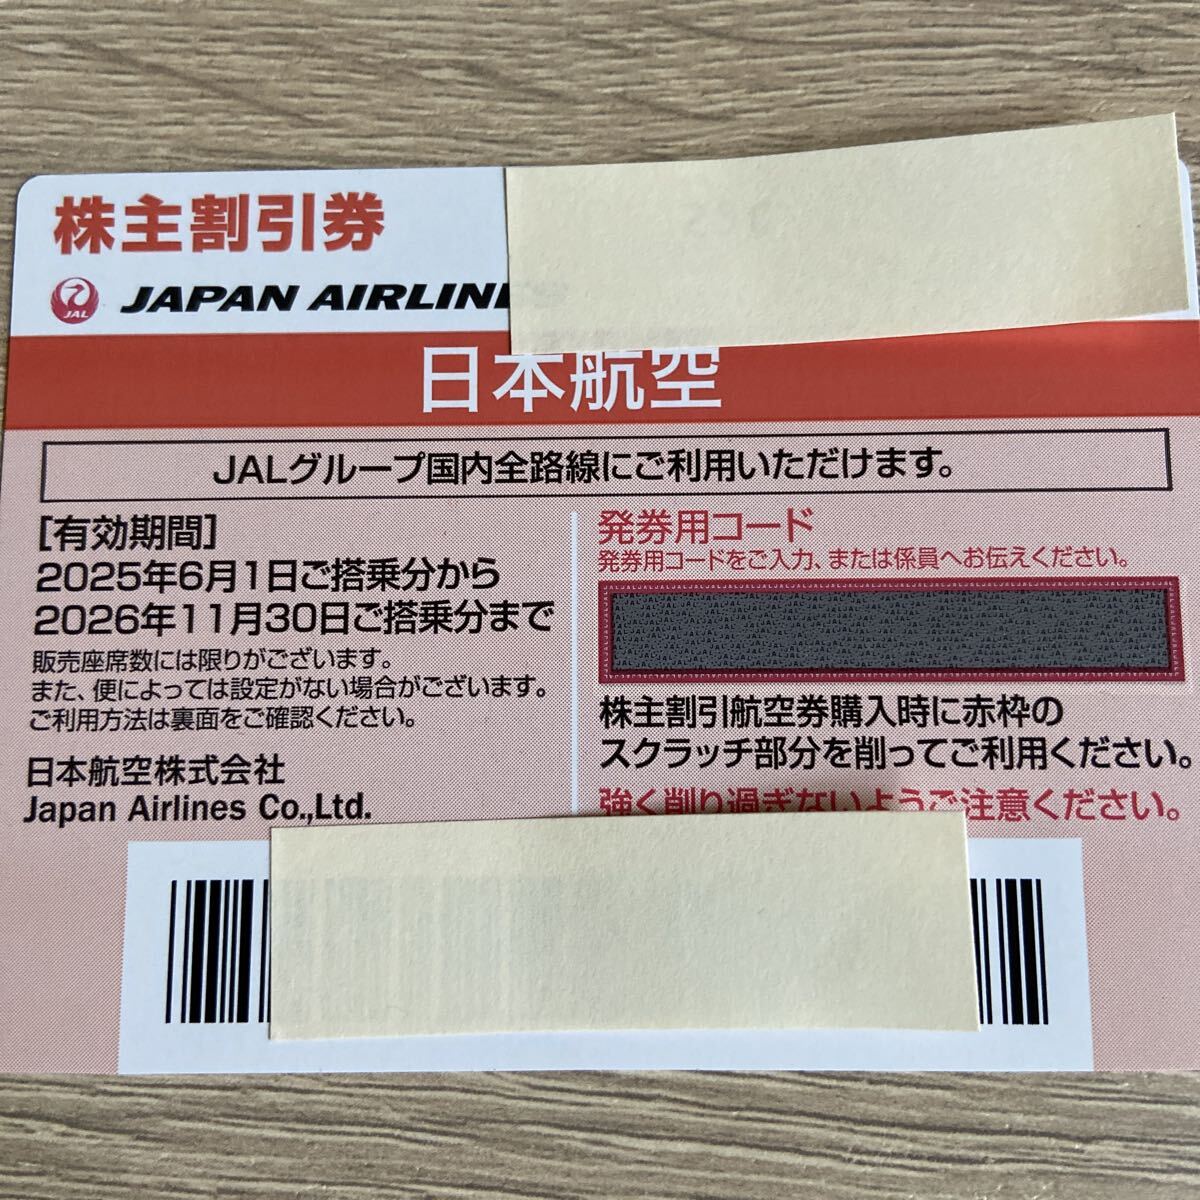 株主割引券
JAL
JAPAN AIRLINES
日本航空
JALグループ国内全路線にご利用いただけます。
[有効期間]
2025年6月1日ご搭乗分から
2026年11月30日ご搭乗分まで
販売座席数には限りがございます。
また、便によっては設定がない場合がございます。
ご利用方法は裏面をご確認ください。
日本航空株式会社
Japan Airlines Co.,Ltd.
発券用コード
発券用コードをご入力、または係員へお伝えください。
株主割引航空券購入時に赤枠の
スクラッチ部分を削ってご利用ください。
強く削り過ぎないようご注意ください。